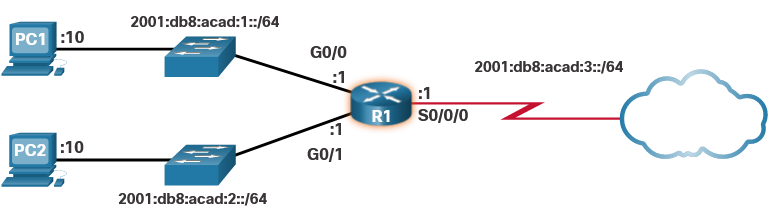 2001:db8:acad:1::/64
PC1
:10
G0/0
:1
2001:db8:acad:3::/64
:1
R1
S0/0/0
:1
PC2
:10
G0/1
2001:db8:acad:2::/64